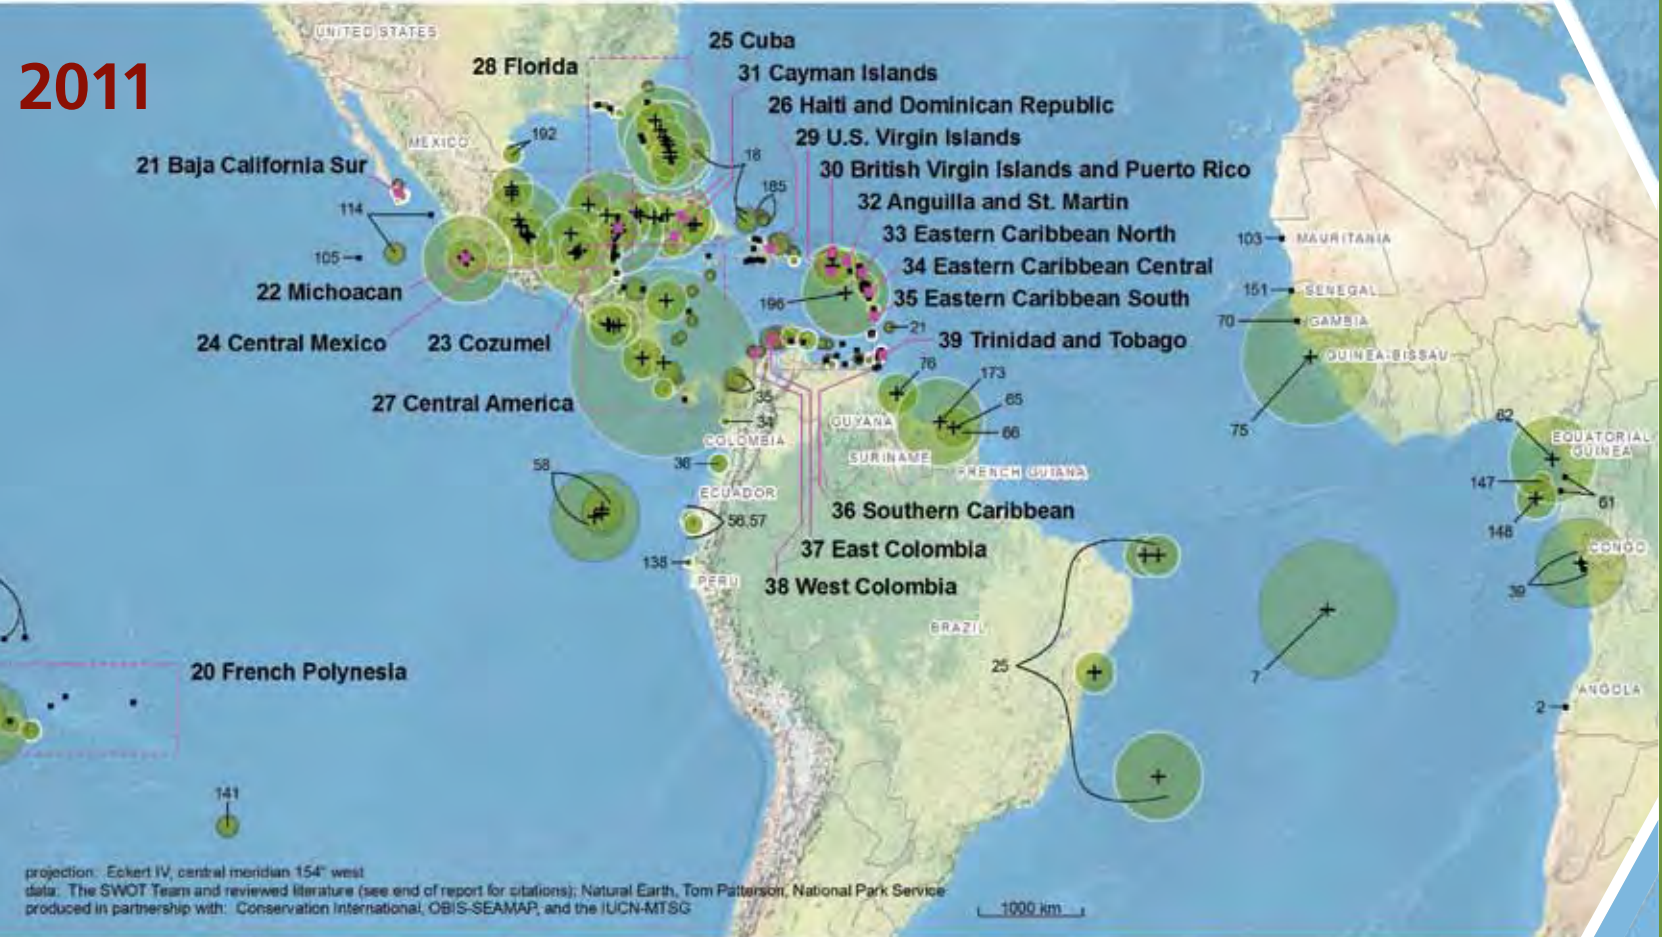 2011
UNITED STATES
25 Cuba
28 Florida
31 Cayman Islands
26 Haiti and Dominican Republic
192
MEXICO
29 U.S. Virgin Islands
18
21 Baja California Sur
30 British Virgin Islands and Puerto Rico
185
114
32 Anguilla and St. Martin
33 Eastern Caribbean North
103
MAURITANIA
105
34 Eastern Caribbean Central
22 Michoacan
196
35 Eastern Caribbean South
151
SENEGAL
70
GAMBIA
21
24 Central Mexico
23 Cozumel
39 Trinidad and Tobago
GUINEA-BISSAU
76
173
35
65
27 Central America
34
GUYANA
66
75
62
COLOMBIA
EQUATORIAL
GUINEA
SURINAME
58
36
FRENCH GUIANA
147
ECUADOR
61
36 Southern Caribbean
56,57
148
37 East Colombia
CONGO
138
PERU
38 West Colombia
39
BRAZIL
25
20 French Polynesia
7
ANGOLA
2
141
projection: Eckert IV, central meridian 154° west
data: The SWOT Team and reviewed literature (see end of report for citations); Natural Earth, Tom Patterson, National Park Service
produced in partnership with: Conservation International, OBIS-SEAMAP, and the IUCN-MTSG
1000 km